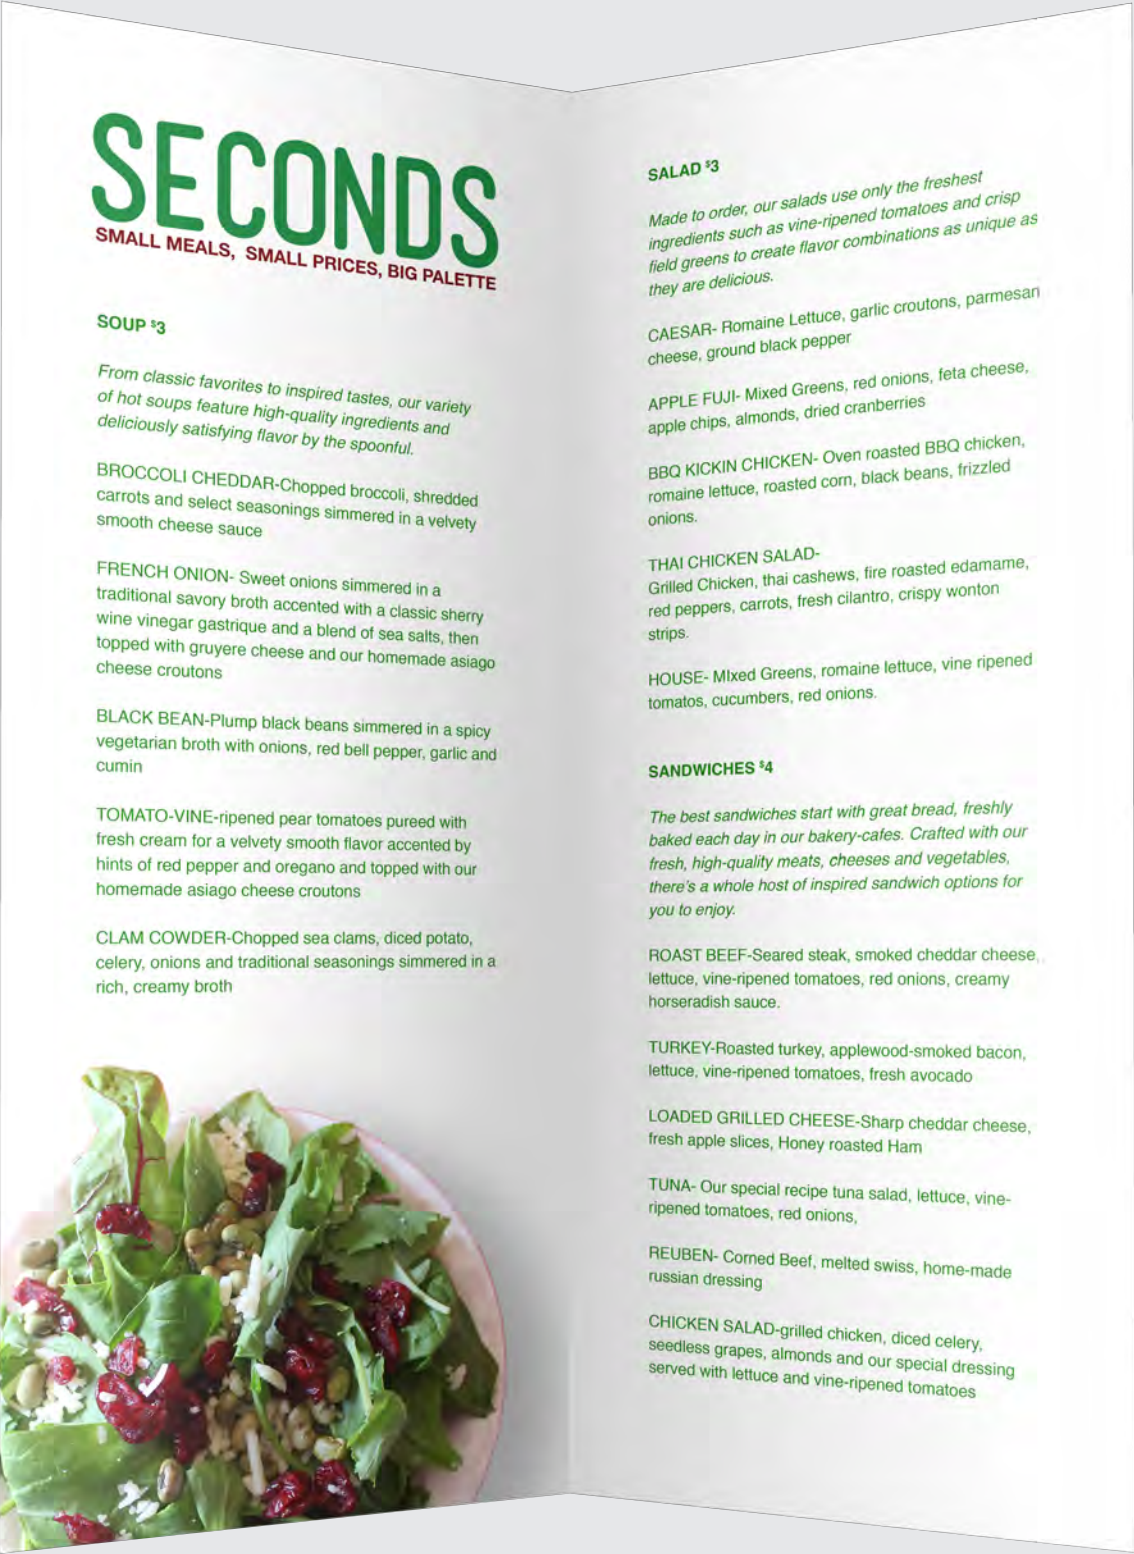 SECONDS
SMALL MEALS, SMALL PRICES, BIG PALETTE
SOUP $3
From classic favorites to inspired tastes, our variety
of hot soups feature high-quality ingredients and
deliciously satisfying flavor by the spoonful.
BROCCOLI CHEDDAR-Chopped broccoli, shredded
carrots and select seasonings simmered in a velvety
smooth cheese sauce
FRENCH ONION- Sweet onions simmered in a
traditional savory broth accented with a classic sherry
wine vinegar gastrique and a blend of sea salts, then
topped with gruyere cheese and our homemade asiago
cheese croutons
BLACK BEAN-Plump black beans simmered in a spicy
vegetarian broth with onions, red bell pepper, garlic and
cumin
TOMATO-VINE-ripened pear tomatoes pureed with
fresh cream for a velvety smooth flavor accented by
hints of red pepper and oregano and topped with our
homemade asiago cheese croutons
CLAM COWDER-Chopped sea clams, diced potato,
celery, onions and traditional seasonings simmered in a
rich, creamy broth
SALAD $3
Made to order, our salads use only the freshest
ingredients such as vine-ripened tomatoes and crisp
field greens to create flavor combinations as unique as
they are delicious.
CAESAR- Romaine Lettuce, garlic croutons, parmesan
cheese, ground black pepper
APPLE FUJI- Mixed Greens, red onions, feta cheese,
apple chips, almonds, dried cranberries
BBQ KICKIN CHICKEN- Oven roasted BBQ chicken,
romaine lettuce, roasted corn, black beans, frizzled
onions.
THAI CHICKEN SALAD-
Grilled Chicken, thai cashews, fire roasted edamame,
red peppers, carrots, fresh cilantro, crispy wonton
strips.
HOUSE- MIxed Greens, romaine lettuce, vine ripened
tomatos, cucumbers, red onions.
SANDWICHES $4
The best sandwiches start with great bread, freshly
baked each day in our bakery-cafes. Crafted with our
fresh, high-quality meats, cheeses and vegetables,
there's a whole host of inspired sandwich options for
you to enjoy.
ROAST BEEF-Seared steak, smoked cheddar cheese,
lettuce, vine-ripened tomatoes, red onions, creamy
horseradish sauce.
TURKEY-Roasted turkey, applewood-smoked bacon,
lettuce, vine-ripened tomatoes, fresh avocado
LOADED GRILLED CHEESE-Sharp cheddar cheese,
fresh apple slices, Honey roasted Ham
TUNA- Our special recipe tuna salad, lettuce, vine-
ripened tomatoes, red onions,
REUBEN- Corned Beef, melted swiss, home-made
russian dressing
CHICKEN SALAD-grilled chicken, diced celery,
seedless grapes, almonds and our special dressing
served with lettuce and vine-ripened tomatoes